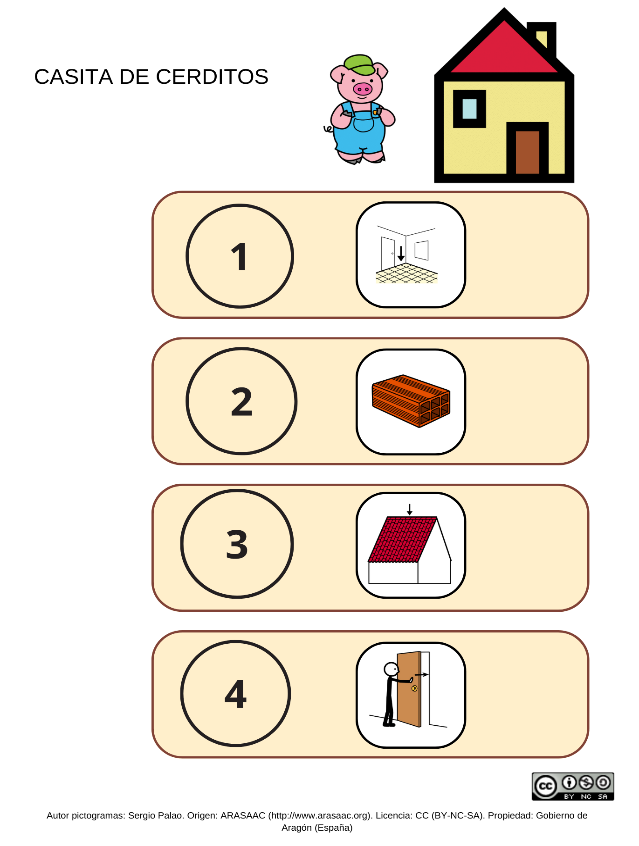 CASITA DE CERDITOS
1
2
3
4
cc
BY NC SA
Autor pictogramas: Sergio Palao. Origen: ARASAAC (http://www.arasaac.org). Licencia: CC (BY-NC-SA). Propiedad: Gobierno de
Aragón (España)